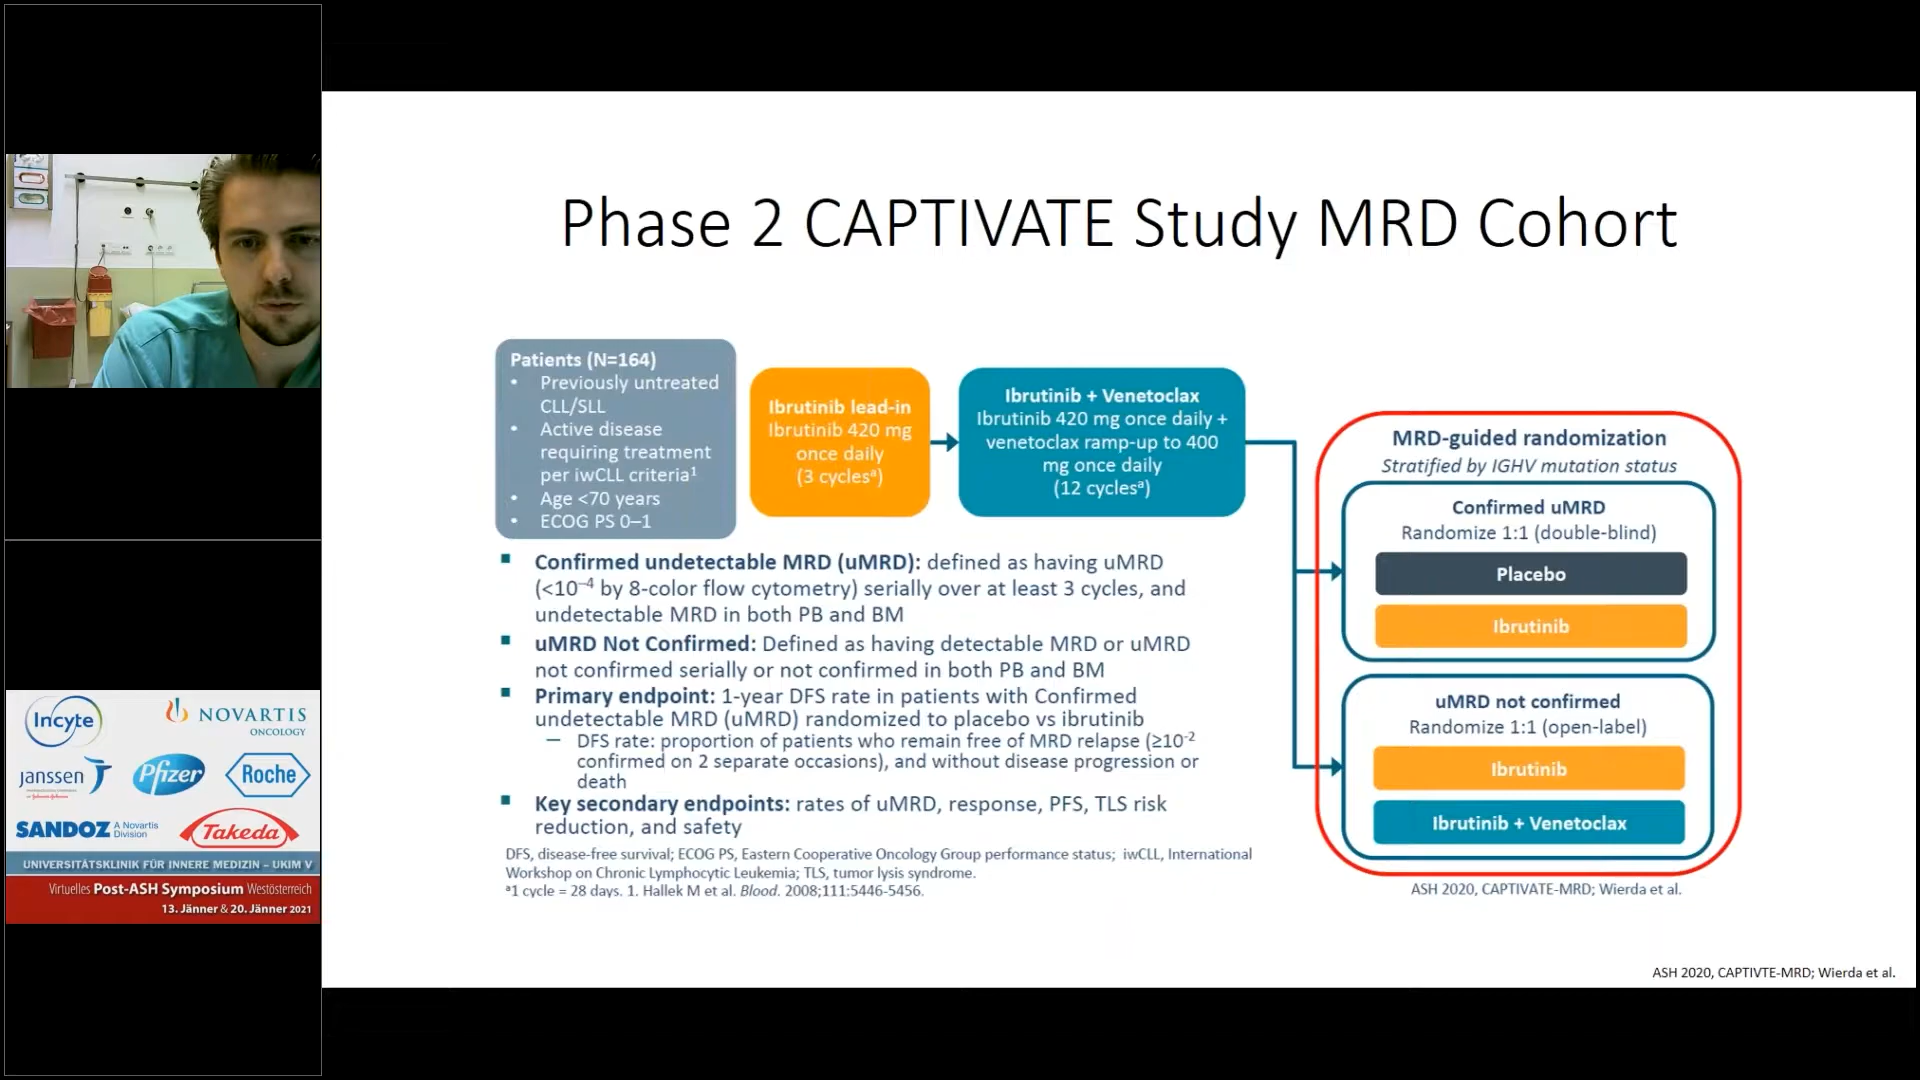 Phase 2 CAPTIVATE Study MRD Cohort
Patients (N=164)
• Previously untreated
CLL/SLL
• Active disease
requiring treatment
per iwCLL criteria¹
• Age <70 years
• ECOG PS 0–1
Ibrutinib lead-in
Ibrutinib 420 mg
once daily
(3 cyclesᵃ)
Ibrutinib + Venetoclax
Ibrutinib 420 mg once daily +
venetoclax ramp-up to 400
mg once daily
(12 cyclesᵃ)
MRD-guided randomization
Stratified by IGHV mutation status
Confirmed uMRD
Randomize 1:1 (double-blind)
Placebo
Ibrutinib
uMRD not confirmed
Randomize 1:1 (open-label)
Ibrutinib
Ibrutinib + Venetoclax
▪ Confirmed undetectable MRD (uMRD): defined as having uMRD
(<10⁻⁴ by 8-color flow cytometry) serially over at least 3 cycles, and
undetectable MRD in both PB and BM
▪ uMRD Not Confirmed: Defined as having detectable MRD or uMRD
not confirmed serially or not confirmed in both PB and BM
▪ Primary endpoint: 1-year DFS rate in patients with Confirmed
undetectable MRD (uMRD) randomized to placebo vs ibrutinib
– DFS rate: proportion of patients who remain free of MRD relapse (≥10⁻²
confirmed on 2 separate occasions), and without disease progression or
death
▪ Key secondary endpoints: rates of uMRD, response, PFS, TLS risk
reduction, and safety
DFS, disease-free survival; ECOG PS, Eastern Cooperative Oncology Group performance status; iwCLL, International
Workshop on Chronic Lymphocytic Leukemia; TLS, tumor lysis syndrome.
ᵃ1 cycle = 28 days. 1. Hallek M et al. Blood. 2008;111:5446-5456.
ASH 2020, CAPTIVATE-MRD; Wierda et al.
ASH 2020, CAPTIVTE-MRD; Wierda et al.
Incyte
NOVARTIS
ONCOLOGY
janssen
Pfizer
Roche
SANDOZ A Novartis
Division
Takeda
UNIVERSITÄTSKLINIK FÜR INNERE MEDIZIN – UKIM V
Virtuelles Post-ASH Symposium Westösterreich
13. Jänner & 20. Jänner 2021